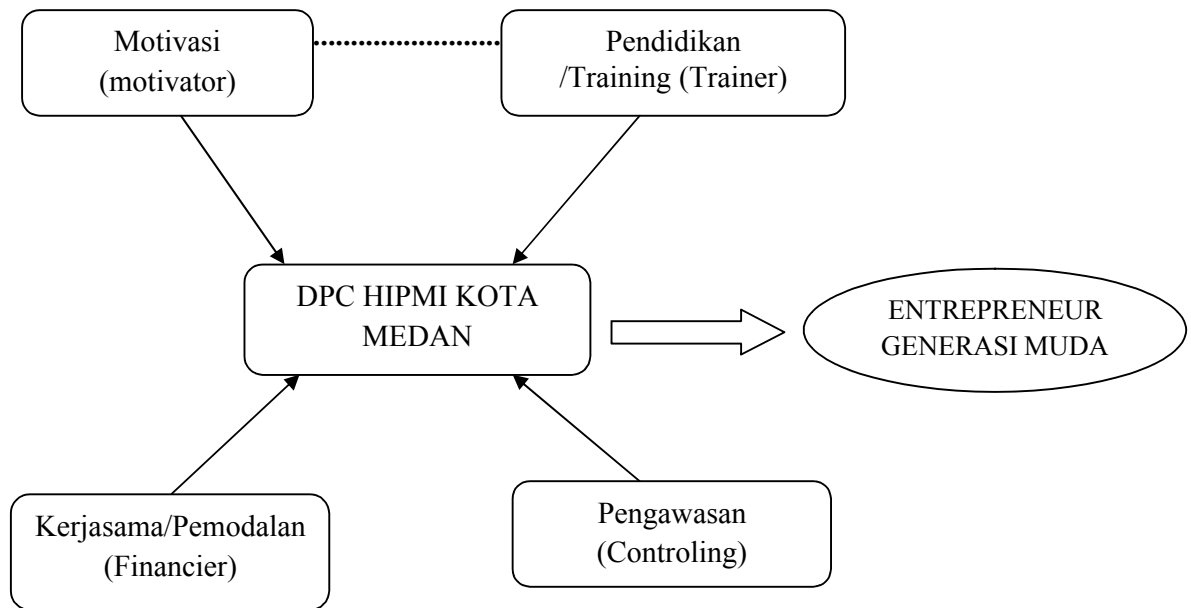 Motivasi
(motivator)
Pendidikan
/Training (Trainer)
DPC HIPMI KOTA
MEDAN
ENTREPRENEUR
GENERASI MUDA
Kerjasama/Pemodalan
(Financier)
Pengawasan
(Controling)